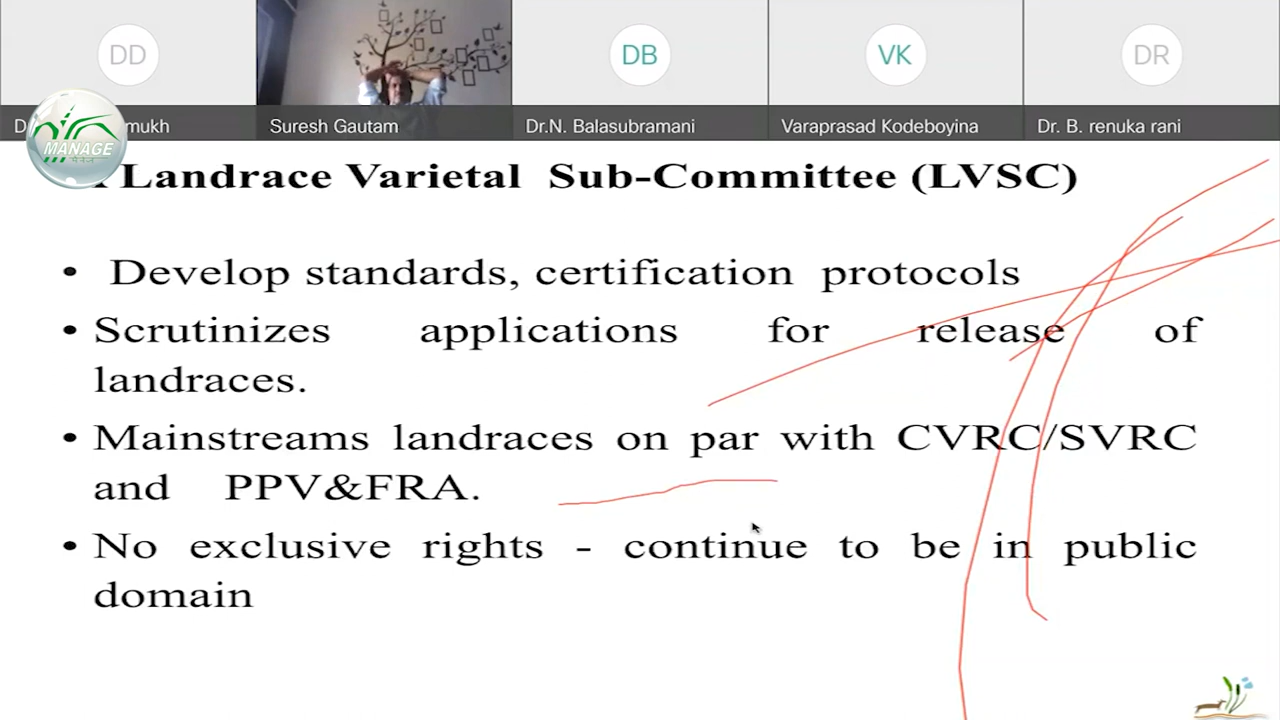 DD
DB
VK
DR
MANAGE
मैनेज
Suresh Gautam
Dr.N. Balasubramani
Varaprasad Kodeboyina
Dr. B. renuka rani
Landrace Varietal Sub-Committee (LVSC)
• Develop standards, certification protocols
• Scrutinizes applications for release of
landraces.
• Mainstreams landraces on par with CVRC/SVRC
and PPV&FRA.
• No exclusive rights - continue to be in public
domain